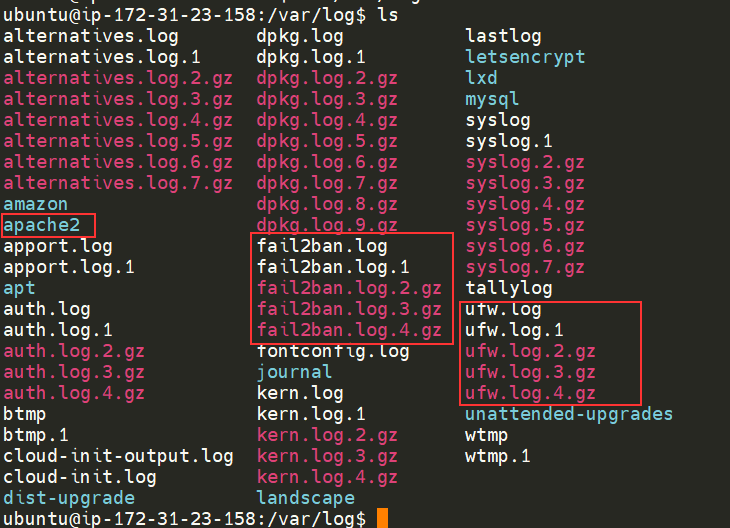 ubuntu@ip-172-31-23-158:/var/log$ ls
alternatives.log dpkg.log lastlog
alternatives.log.1 dpkg.log.1 letsencrypt
alternatives.log.2.gz dpkg.log.2.gz lxd
alternatives.log.3.gz dpkg.log.3.gz mysql
alternatives.log.4.gz dpkg.log.4.gz syslog
alternatives.log.5.gz dpkg.log.5.gz syslog.1
alternatives.log.6.gz dpkg.log.6.gz syslog.2.gz
alternatives.log.7.gz dpkg.log.7.gz syslog.3.gz
amazon dpkg.log.8.gz syslog.4.gz
apache2 dpkg.log.9.gz syslog.5.gz
apport.log fail2ban.log syslog.6.gz
apport.log.1 fail2ban.log.1 syslog.7.gz
apt fail2ban.log.2.gz tallylog
auth.log fail2ban.log.3.gz ufw.log
auth.log.1 fail2ban.log.4.gz ufw.log.1
auth.log.2.gz fontconfig.log ufw.log.2.gz
auth.log.3.gz journal ufw.log.3.gz
auth.log.4.gz kern.log ufw.log.4.gz
btmp kern.log.1 unattended-upgrades
btmp.1 kern.log.2.gz wtmp
cloud-init-output.log kern.log.3.gz wtmp.1
cloud-init.log kern.log.4.gz
dist-upgrade landscape
ubuntu@ip-172-31-23-158:/var/log$